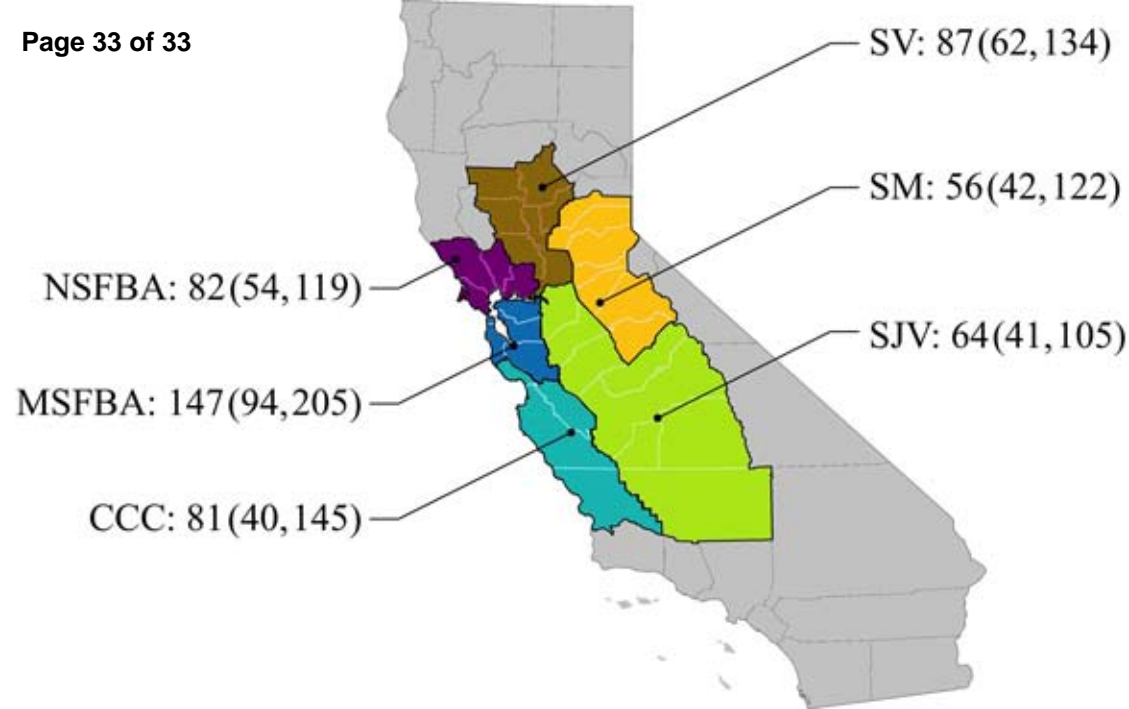 Page 33 of 33
SV: 87(62,134)
SM: 56(42,122)
NSFBA: 82(54,119)
SJV: 64(41,105)
MSFBA: 147(94,205)
CCC: 81(40,145)